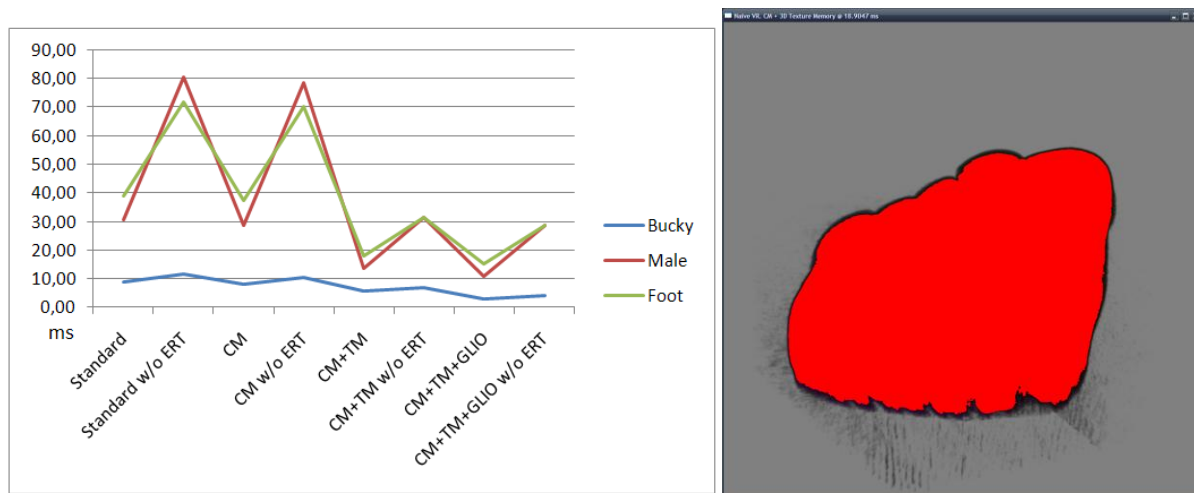 90,00
80,00
70,00
60,00
50,00
40,00
30,00
20,00
10,00
0,00
ms
Standard
Standard w/o ERT
CM
CM w/o ERT
CM+TM
CM+TM w/o ERT
CM+TM+GLIO
CM+TM+GLIO w/o ERT
Bucky
Male
Foot
Naive VR. CM + 3D Texture Memory @ 18.9047 ms